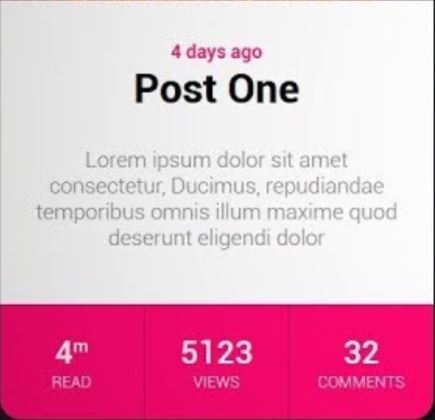 4 days ago
Post One
Lorem ipsum dolor sit amet
consectetur, Ducimus, repudiandae
temporibus omnis illum maxime quod
deserunt eligendi dolor
4m 5123 32
READ VIEWS COMMENTS